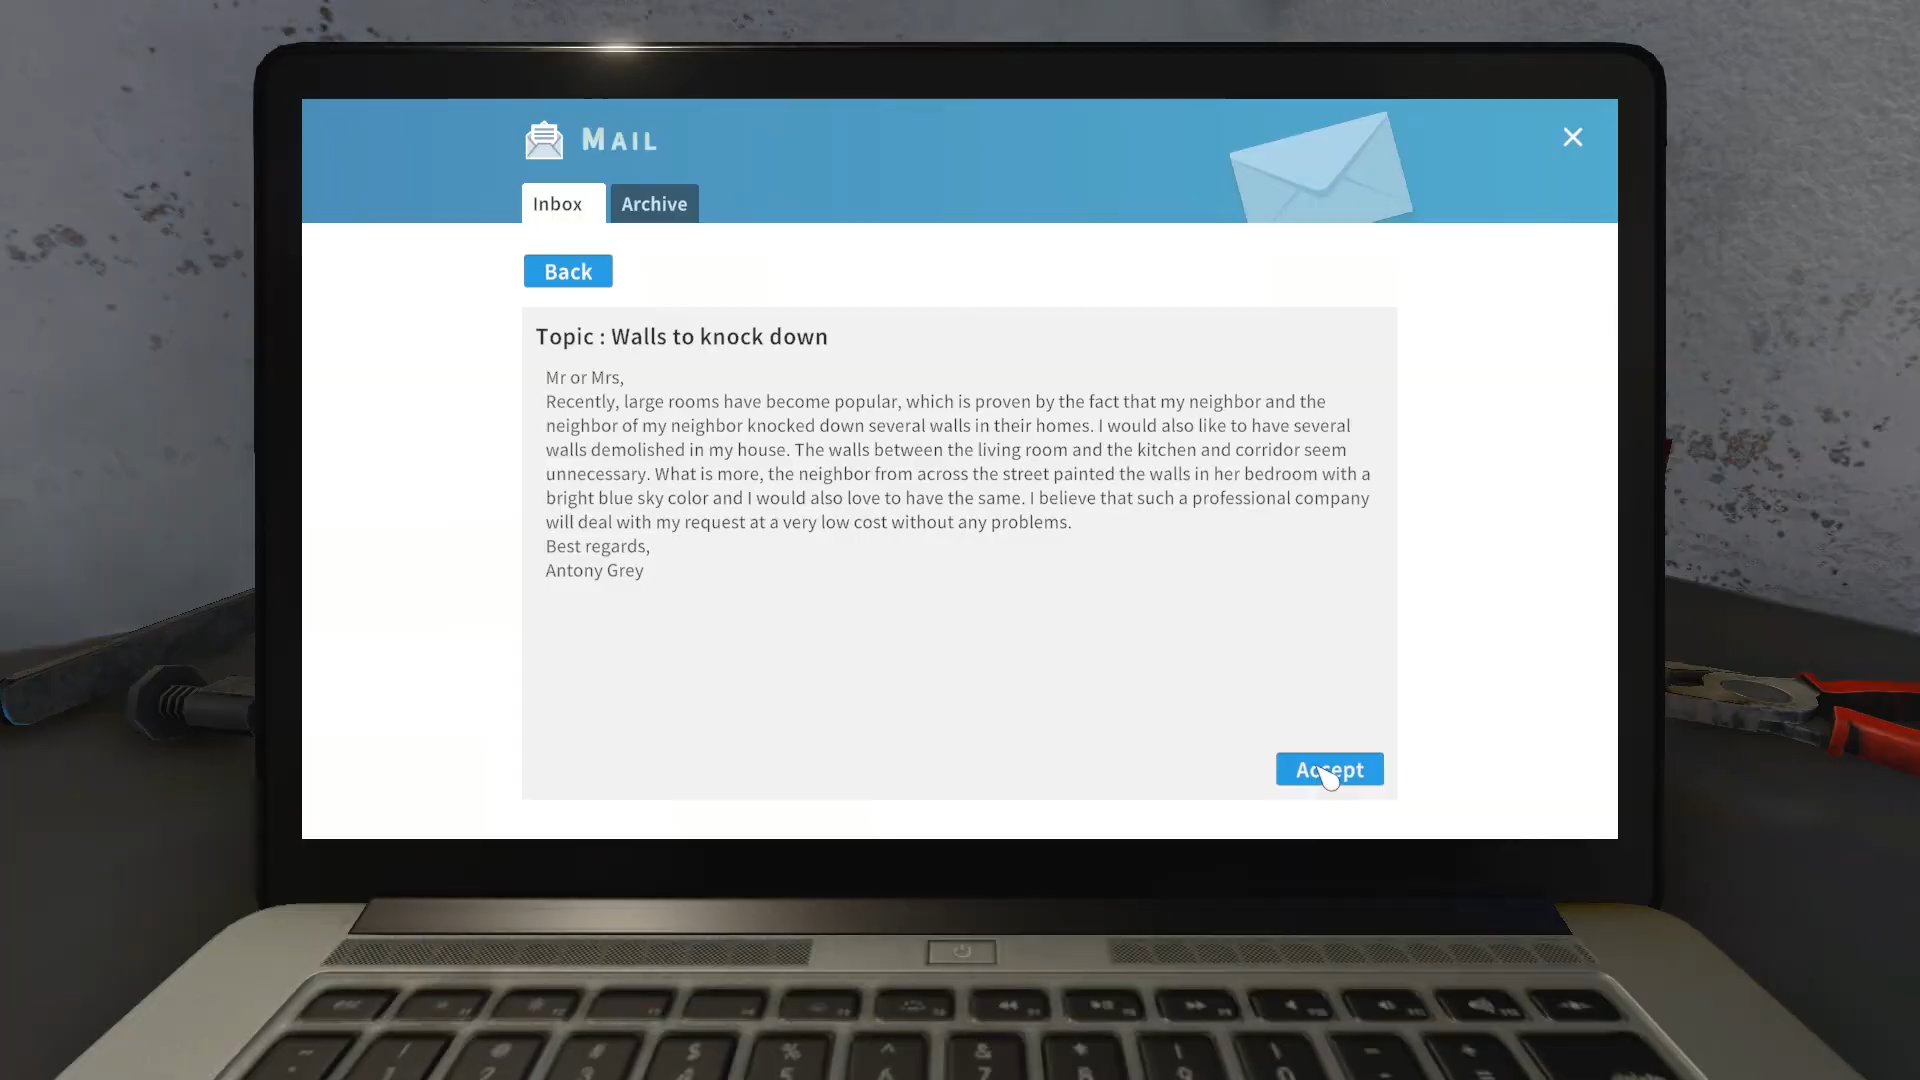 MAIL
Inbox
Archive
Back
Topic : Walls to knock down
Mr or Mrs,
Recently, large rooms have become popular, which is proven by the fact that my neighbor and the
neighbor of my neighbor knocked down several walls in their homes. I would also like to have several
walls demolished in my house. The walls between the living room and the kitchen and corridor seem
unnecessary. What is more, the neighbor from across the street painted the walls in her bedroom with a
bright blue sky color and I would also love to have the same. I believe that such a professional company
will deal with my request at a very low cost without any problems.
Best regards,
Antony Grey
Accept
esc